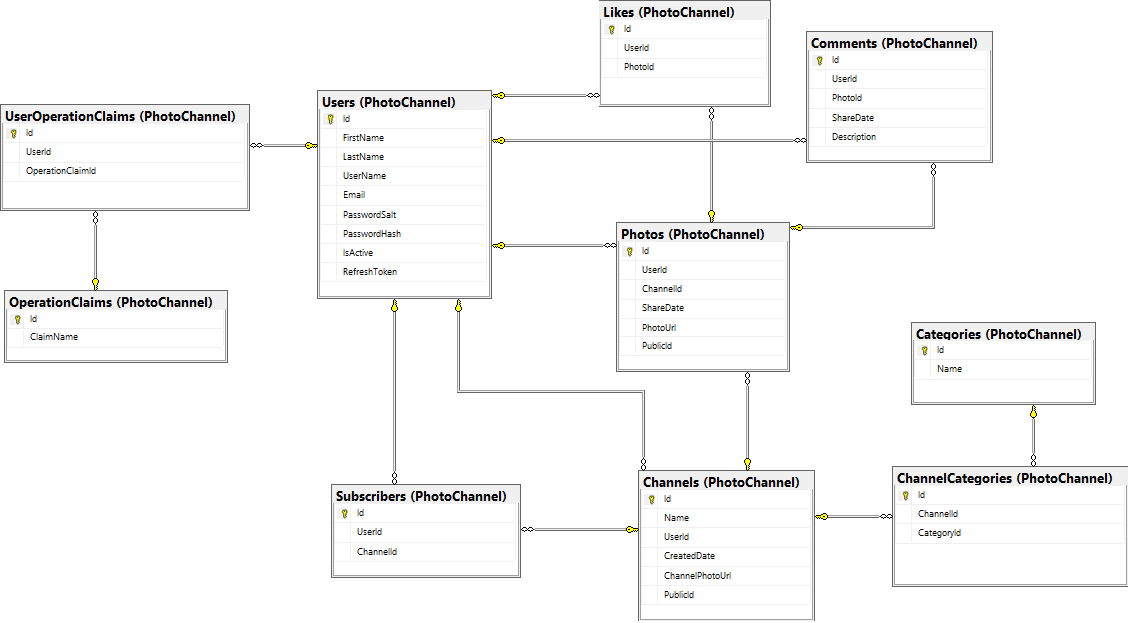 Likes (PhotoChannel)
Id
UserId
PhotoId
Comments (PhotoChannel)
Id
UserId
PhotoId
ShareDate
Description
Users (PhotoChannel)
Id
FirstName
LastName
UserName
Email
PasswordSalt
PasswordHash
IsActive
RefreshToken
UserOperationClaims (PhotoChannel)
Id
UserId
OperationClaimId
Photos (PhotoChannel)
Id
UserId
ChannelId
ShareDate
PhotoUrl
PublicId
OperationClaims (PhotoChannel)
Id
ClaimName
Categories (PhotoChannel)
Id
Name
Subscribers (PhotoChannel)
Id
UserId
ChannelId
Channels (PhotoChannel)
Id
Name
UserId
CreatedDate
ChannelPhotoUrl
PublicId
ChannelCategories (PhotoChannel)
Id
ChannelId
CategoryId